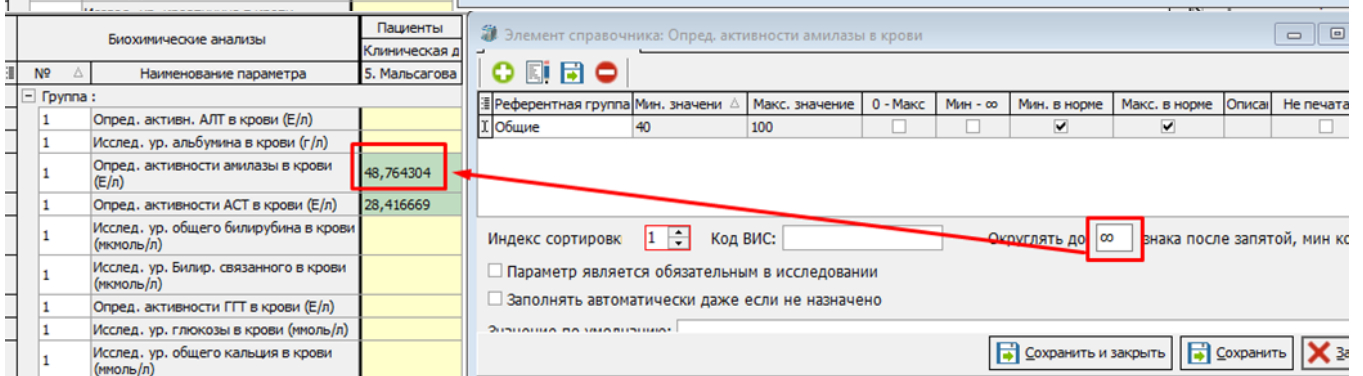 Биохимические анализы
Пациенты
Клиническая д
№ Наименование параметра 5. Мальсагова
Группа :
1 Опред. активн. АЛТ в крови (Е/л)
1 Исслед. ур. альбумина в крови (г/л)
1 Опред. активности амилазы в крови (Е/л) 48,764304
1 Опред. активности АСТ в крови (Е/л) 28,416669
1 Исслед. ур. общего билирубина в крови (мкмоль/л)
1 Исслед. ур. Билир. связанного в крови (мкмоль/л)
1 Опред. активности ГГТ в крови (Е/л)
1 Исслед. ур. глюкозы в крови (ммоль/л)
1 Исслед. ур. общего кальция в крови (ммоль/л)
Элемент справочника: Опред. активности амилазы в крови
Референтная группа Мин. значени Макс. значение 0 - Макс Мин - ∞ Мин. в норме Макс. в норме Описан Не печата
Общие 40 100
Индекс сортировк 1 Код ВИС: Округлять до ∞ знака после запятой, мин ко
Параметр является обязательным в исследовании
Заполнять автоматически даже если не назначено
Сохранить и закрыть Сохранить За